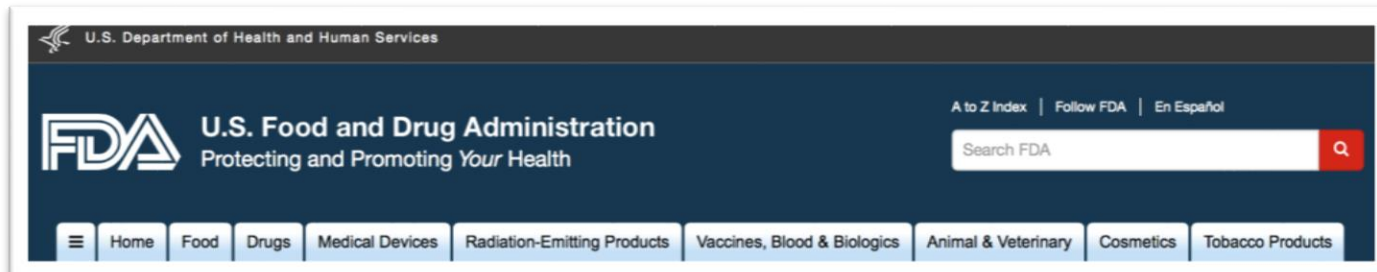 U.S. Department of Health and Human Services
A to Z Index | Follow FDA | En Español
FDA
U.S. Food and Drug Administration
Protecting and Promoting Your Health
Search FDA
Home Food Drugs Medical Devices Radiation-Emitting Products Vaccines, Blood & Biologics Animal & Veterinary Cosmetics Tobacco Products